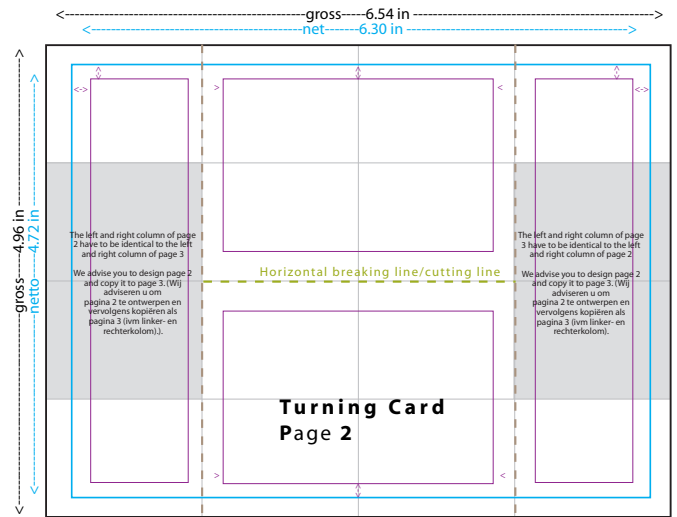 <------------------------------------------gross-----6.54 in ------------------------------------------>
<-------------------------------------net---6.30 in ------------------------------------->
<------------------gross-----4.96 in ------------------>
<------------------netto-----4.72 in ------------------>
The left and right column of page
2 have to be identical to the left
and right column of page 3
We advise you to design page 2
and copy it to page 3. (Wij
adviseren u om
pagina 2 te ontwerpen en
vervolgens kopiëren als
pagina 3 (ivm linker- en
rechterkolom).).
Horizontal breaking line/cutting line
The left and right column of page
3 have to be identical to the left
and right column of page 2
We advise you to design page 2
and copy it to page 3. (Wij
adviseren u om
pagina 2 te ontwerpen en
vervolgens kopiëren als
pagina 3 (ivm linker- en
rechterkolom).
Turning Card
Page 2